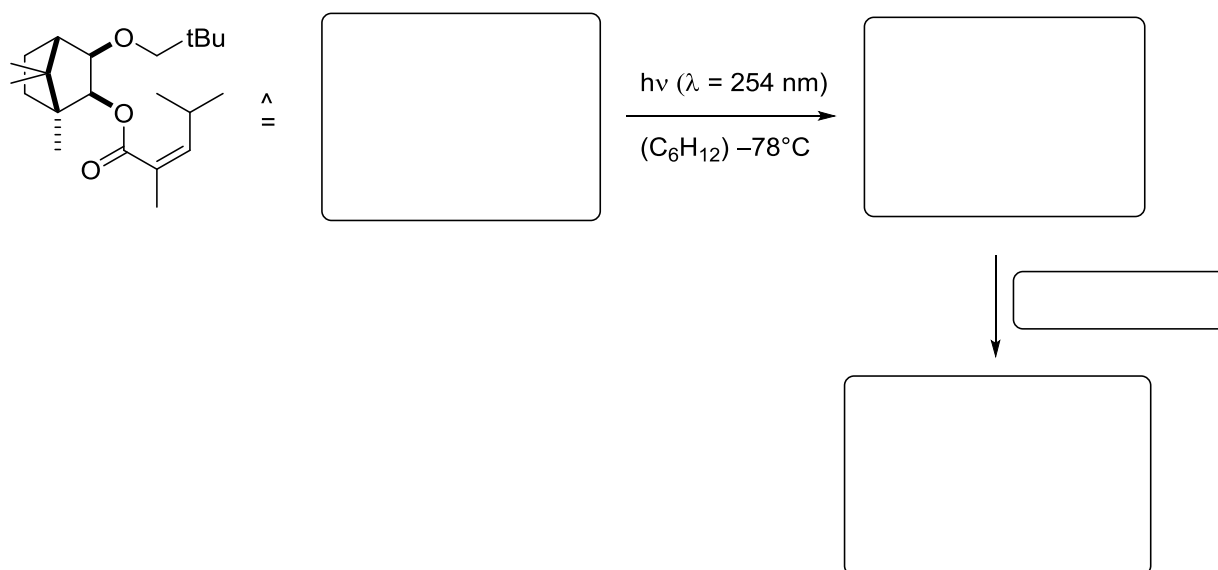 O tBu
O
O
^
=
hν (λ = 254 nm)
(C₆H₁₂) –78°C